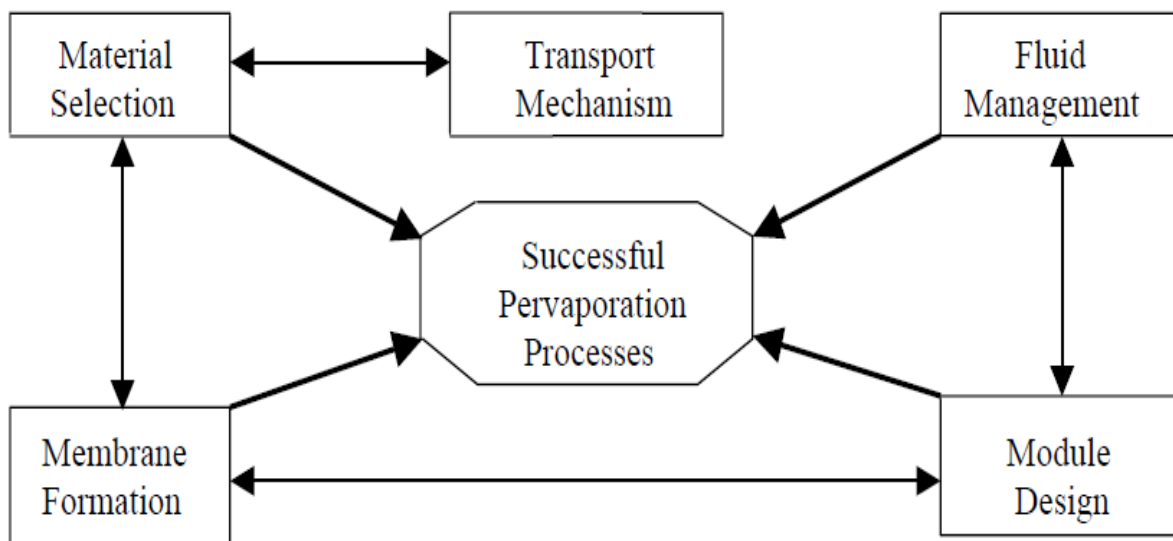 Material
Selection
Transport
Mechanism
Fluid
Management
Successful
Pervaporation
Processes
Membrane
Formation
Module
Design